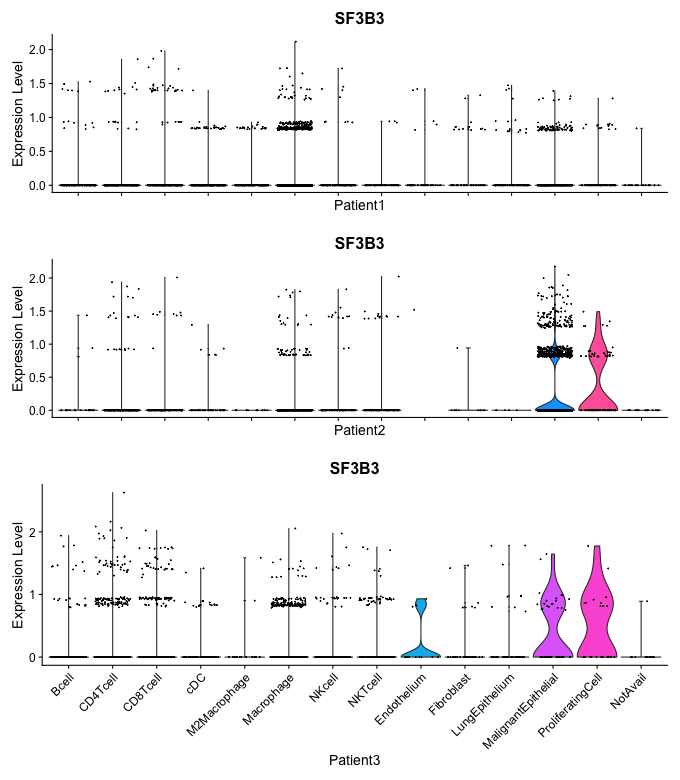 SF3B3
Expression Level
2.0
1.5
1.0
0.5
0.0
Patient1
SF3B3
Expression Level
2.0
1.5
1.0
0.5
0.0
Patient2
SF3B3
Expression Level
2
1
0
Bcell
CD4Tcell
CD8Tcell
cDC
M2Macrophage
Macrophage
NKcell
NKTcell
Endothelium
Fibroblast
LungEpithelium
MalignantEpithelial
ProliferatingCell
NotAvail
Patient3